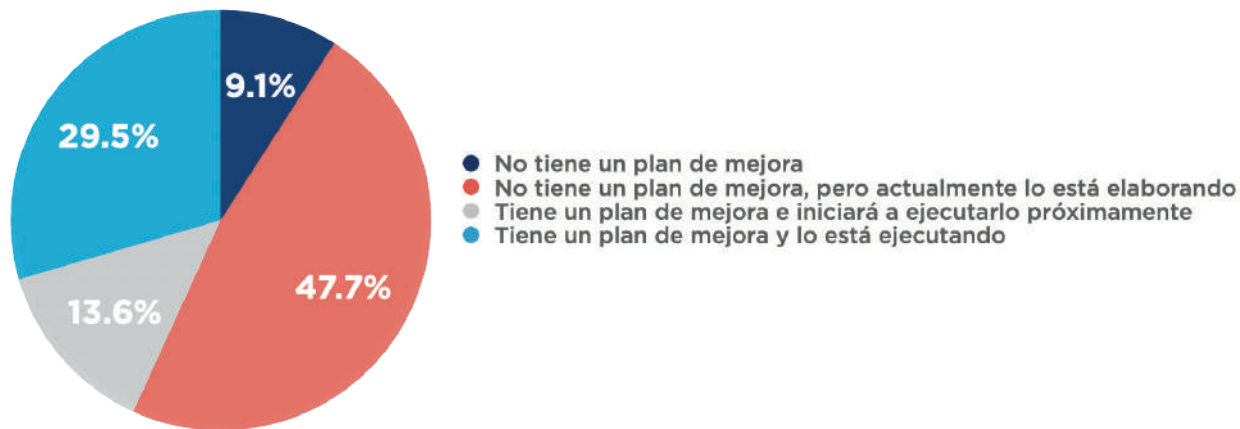 9.1%
29.5%
47.7%
13.6%
No tiene un plan de mejora
No tiene un plan de mejora, pero actualmente lo está elaborando
Tiene un plan de mejora e iniciará a ejecutarlo próximamente
Tiene un plan de mejora y lo está ejecutando